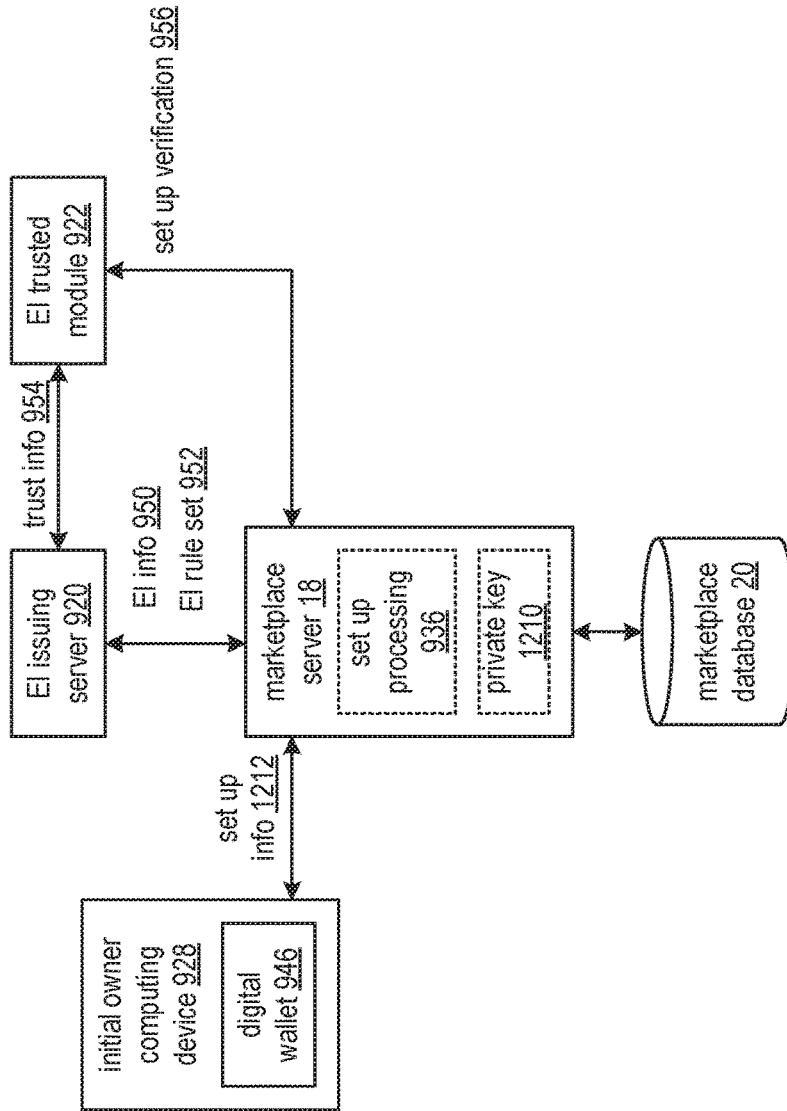 EI issuing
server 920
trust info 954
EI trusted
module 922
EI info 950
EI rule set 952
set up verification 956
initial owner
computing
device 928
digital
wallet 946
set up
info 1212
marketplace
server 18
set up
processing
936
private key
1210
marketplace
database 20